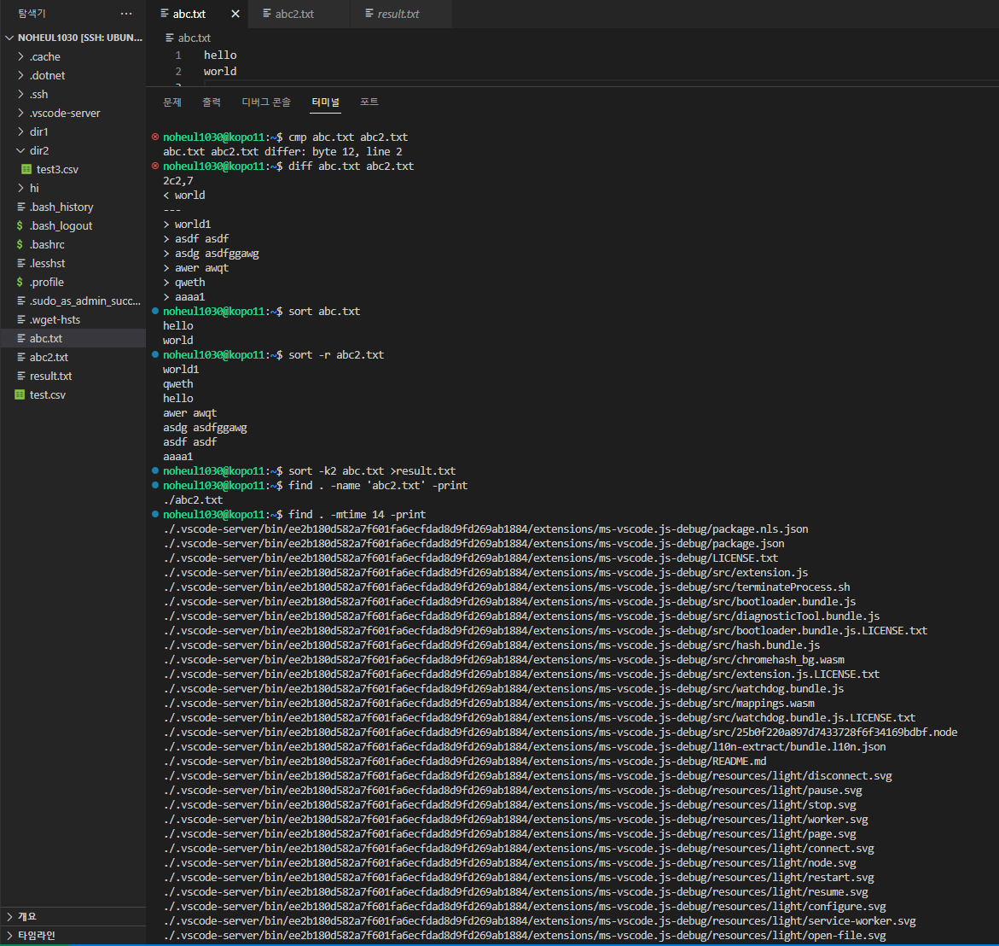 탐색기 ···
NOHEUL1030 [SSH: UBUN...
.cache
.dotnet
.ssh
.vscode-server
dir1
dir2
test3.csv
hi
.bash_history
$ .bash_logout
$ .bashrc
.lesshst
$ .profile
.sudo_as_admin_succ...
.wget-hsts
abc.txt
abc2.txt
result.txt
test.csv
개요
타임라인
abc.txt abc2.txt result.txt
abc.txt
1 hello
2 world
3
문제 출력 디버그 콘솔 터미널 포트
noheul1030@kopo11:~$ cmp abc.txt abc2.txt
abc.txt abc2.txt differ: byte 12, line 2
noheul1030@kopo11:~$ diff abc.txt abc2.txt
2c2,7
< world
---
> world1
> asdf asdf
> asdg asdfggawg
> awer awqt
> qweth
> aaaa1
noheul1030@kopo11:~$ sort abc.txt
hello
world
noheul1030@kopo11:~$ sort -r abc2.txt
world1
qweth
hello
awer awqt
asdg asdfggawg
asdf asdf
aaaa1
noheul1030@kopo11:~$ sort -k2 abc.txt >result.txt
noheul1030@kopo11:~$ find . -name 'abc2.txt' -print
./abc2.txt
noheul1030@kopo11:~$ find . -mtime 14 -print
./.vscode-server/bin/ee2b180d582a7f601fa6ecfdad8d9fd269ab1884/extensions/ms-vscode.js-debug/package.nls.json
./.vscode-server/bin/ee2b180d582a7f601fa6ecfdad8d9fd269ab1884/extensions/ms-vscode.js-debug/package.json
./.vscode-server/bin/ee2b180d582a7f601fa6ecfdad8d9fd269ab1884/extensions/ms-vscode.js-debug/LICENSE.txt
./.vscode-server/bin/ee2b180d582a7f601fa6ecfdad8d9fd269ab1884/extensions/ms-vscode.js-debug/src/extension.js
./.vscode-server/bin/ee2b180d582a7f601fa6ecfdad8d9fd269ab1884/extensions/ms-vscode.js-debug/src/terminateProcess.sh
./.vscode-server/bin/ee2b180d582a7f601fa6ecfdad8d9fd269ab1884/extensions/ms-vscode.js-debug/src/bootloader.bundle.js
./.vscode-server/bin/ee2b180d582a7f601fa6ecfdad8d9fd269ab1884/extensions/ms-vscode.js-debug/src/diagnosticTool.bundle.js
./.vscode-server/bin/ee2b180d582a7f601fa6ecfdad8d9fd269ab1884/extensions/ms-vscode.js-debug/src/bootloader.bundle.js.LICENSE.txt
./.vscode-server/bin/ee2b180d582a7f601fa6ecfdad8d9fd269ab1884/extensions/ms-vscode.js-debug/src/hash.bundle.js
./.vscode-server/bin/ee2b180d582a7f601fa6ecfdad8d9fd269ab1884/extensions/ms-vscode.js-debug/src/chromehash_bg.wasm
./.vscode-server/bin/ee2b180d582a7f601fa6ecfdad8d9fd269ab1884/extensions/ms-vscode.js-debug/src/extension.js.LICENSE.txt
./.vscode-server/bin/ee2b180d582a7f601fa6ecfdad8d9fd269ab1884/extensions/ms-vscode.js-debug/src/watchdog.bundle.js
./.vscode-server/bin/ee2b180d582a7f601fa6ecfdad8d9fd269ab1884/extensions/ms-vscode.js-debug/src/mappings.wasm
./.vscode-server/bin/ee2b180d582a7f601fa6ecfdad8d9fd269ab1884/extensions/ms-vscode.js-debug/src/watchdog.bundle.js.LICENSE.txt
./.vscode-server/bin/ee2b180d582a7f601fa6ecfdad8d9fd269ab1884/extensions/ms-vscode.js-debug/src/25b0f220a897d7433728f6f34169bdbf.node
./.vscode-server/bin/ee2b180d582a7f601fa6ecfdad8d9fd269ab1884/extensions/ms-vscode.js-debug/l10n-extract/bundle.l10n.json
./.vscode-server/bin/ee2b180d582a7f601fa6ecfdad8d9fd269ab1884/extensions/ms-vscode.js-debug/README.md
./.vscode-server/bin/ee2b180d582a7f601fa6ecfdad8d9fd269ab1884/extensions/ms-vscode.js-debug/resources/light/disconnect.svg
./.vscode-server/bin/ee2b180d582a7f601fa6ecfdad8d9fd269ab1884/extensions/ms-vscode.js-debug/resources/light/pause.svg
./.vscode-server/bin/ee2b180d582a7f601fa6ecfdad8d9fd269ab1884/extensions/ms-vscode.js-debug/resources/light/stop.svg
./.vscode-server/bin/ee2b180d582a7f601fa6ecfdad8d9fd269ab1884/extensions/ms-vscode.js-debug/resources/light/worker.svg
./.vscode-server/bin/ee2b180d582a7f601fa6ecfdad8d9fd269ab1884/extensions/ms-vscode.js-debug/resources/light/page.svg
./.vscode-server/bin/ee2b180d582a7f601fa6ecfdad8d9fd269ab1884/extensions/ms-vscode.js-debug/resources/light/connect.svg
./.vscode-server/bin/ee2b180d582a7f601fa6ecfdad8d9fd269ab1884/extensions/ms-vscode.js-debug/resources/light/node.svg
./.vscode-server/bin/ee2b180d582a7f601fa6ecfdad8d9fd269ab1884/extensions/ms-vscode.js-debug/resources/light/restart.svg
./.vscode-server/bin/ee2b180d582a7f601fa6ecfdad8d9fd269ab1884/extensions/ms-vscode.js-debug/resources/light/resume.svg
./.vscode-server/bin/ee2b180d582a7f601fa6ecfdad8d9fd269ab1884/extensions/ms-vscode.js-debug/resources/light/configure.svg
./.vscode-server/bin/ee2b180d582a7f601fa6ecfdad8d9fd269ab1884/extensions/ms-vscode.js-debug/resources/light/service-worker.svg
./.vscode-server/bin/ee2b180d582a7f601fa6ecfdad8d9fd269ab1884/extensions/ms-vscode.js-debug/resources/light/open-file.svg